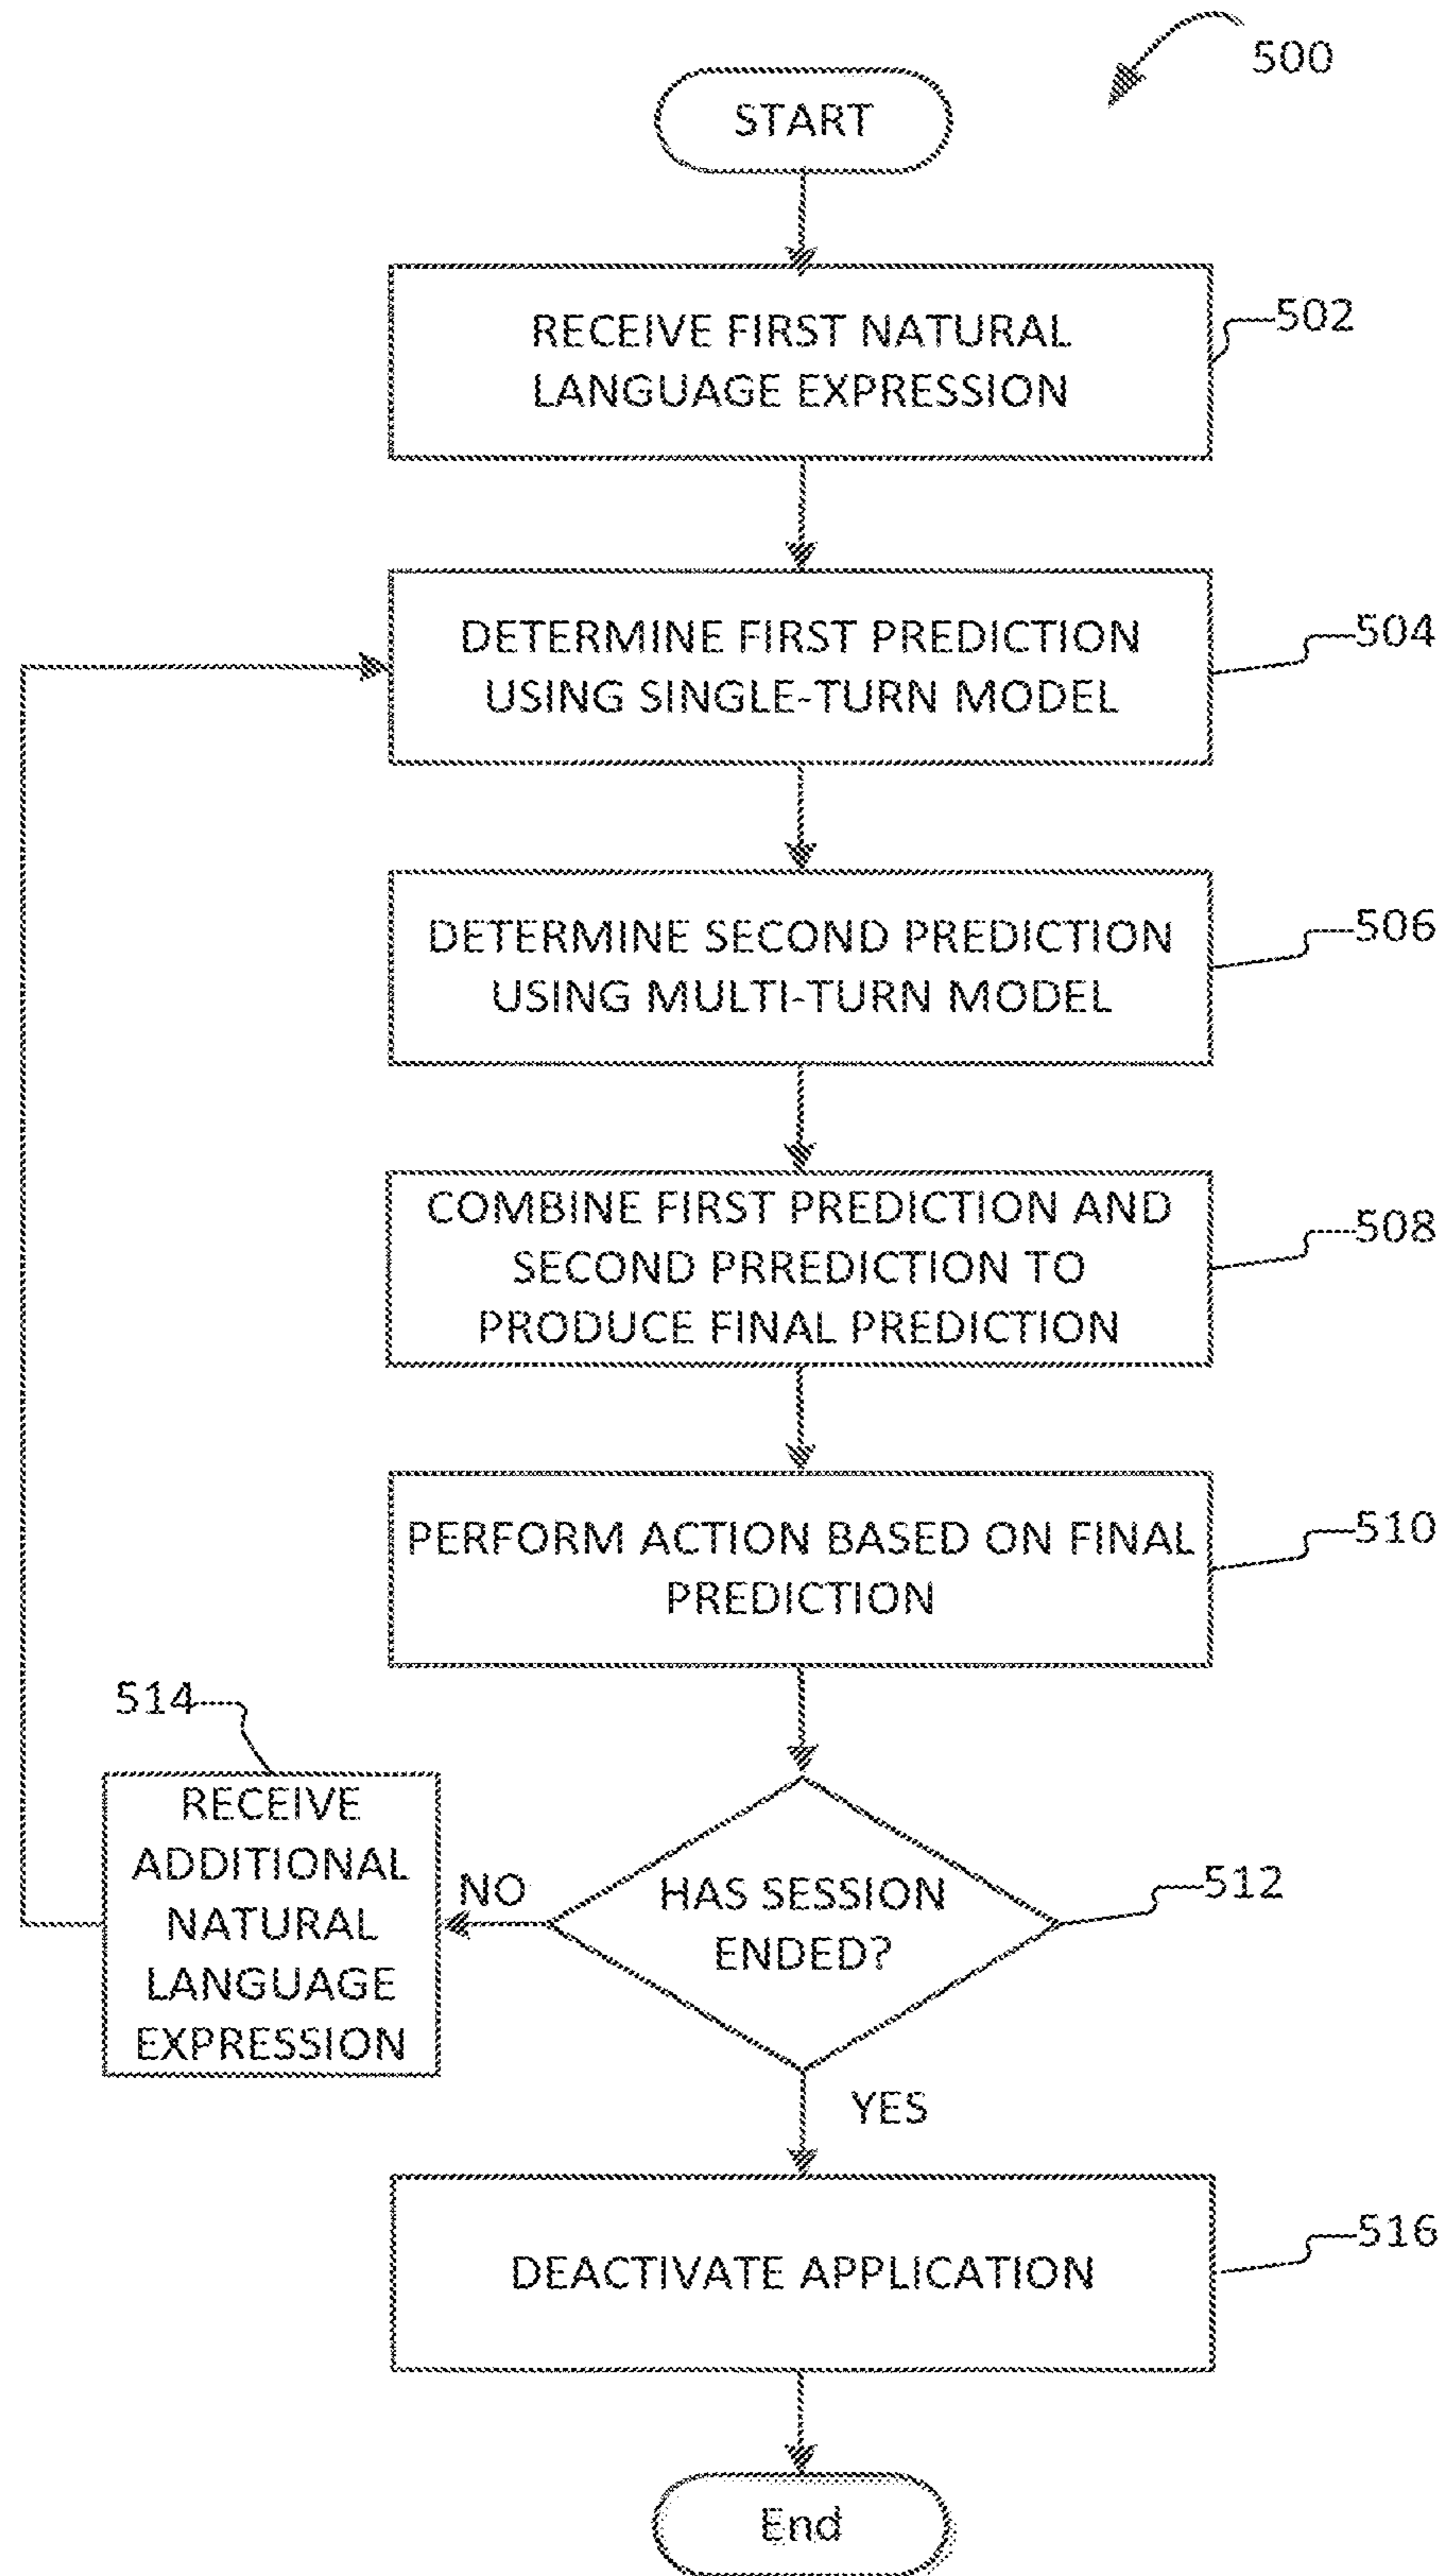 500
START
RECEIVE FIRST NATURAL
LANGUAGE EXPRESSION
502
DETERMINE FIRST PREDICTION
USING SINGLE-TURN MODEL
504
DETERMINE SECOND PREDICTION
USING MULTI-TURN MODEL
506
COMBINE FIRST PREDICTION AND
SECOND PRREDICTION TO
PRODUCE FINAL PREDICTION
508
PERFORM ACTION BASED ON FINAL
PREDICTION
510
HAS SESSION
ENDED?
512
NO
514
RECEIVE
ADDITIONAL
NATURAL
LANGUAGE
EXPRESSION
YES
DEACTIVATE APPLICATION
516
End